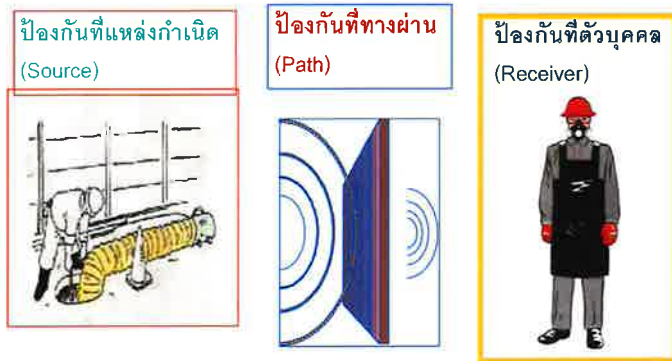 ป้องกันที่แหล่งกำเนิด
(Source)
ป้องกันที่ทางผ่าน
(Path)
ป้องกันที่ตัวบุคคล
(Receiver)